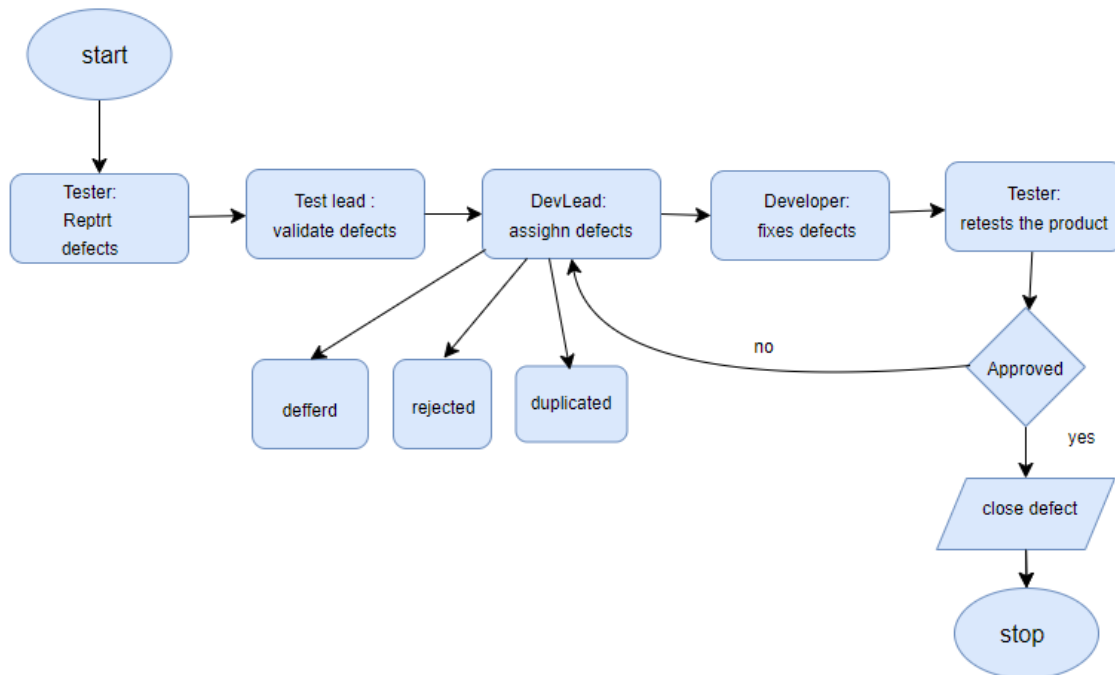 start
Tester:
Reptrt
defects
Test lead :
validate defects
DevLead:
assighn defects
Developer:
fixes defects
Tester:
retests the product
no
Approved
defferd
rejected
duplicated
yes
close defect
stop